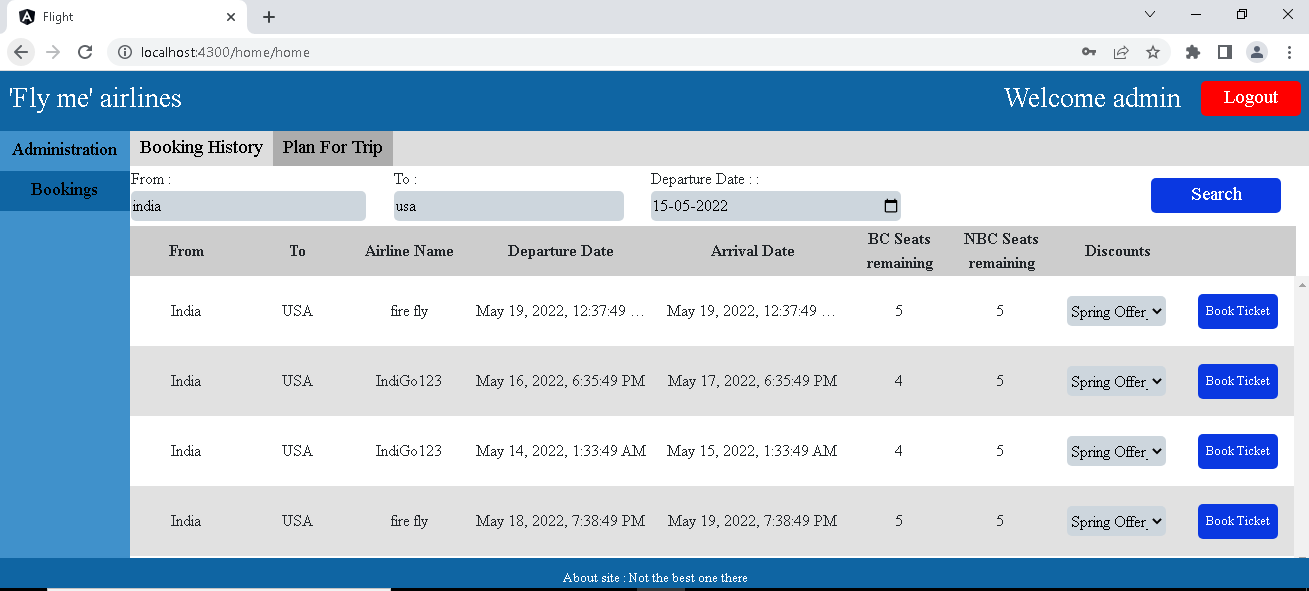 Flight
localhost:4300/home/home
'Fly me' airlines
Welcome admin
Logout
Administration
Booking History
Plan For Trip
Bookings
From :
To :
Departure Date : :
india
usa
15-05-2022
Search
From To Airline Name Departure Date Arrival Date BC Seats remaining NBC Seats remaining Discounts
India USA fire fly May 19, 2022, 12:37:49 … May 19, 2022, 12:37:49 … 5 5 Spring Offer_ Book Ticket
India USA IndiGo123 May 16, 2022, 6:35:49 PM May 17, 2022, 6:35:49 PM 4 5 Spring Offer_ Book Ticket
India USA IndiGo123 May 14, 2022, 1:33:49 AM May 15, 2022, 1:33:49 AM 4 5 Spring Offer_ Book Ticket
India USA fire fly May 18, 2022, 7:38:49 PM May 19, 2022, 7:38:49 PM 5 5 Spring Offer_ Book Ticket
About site : Not the best one there